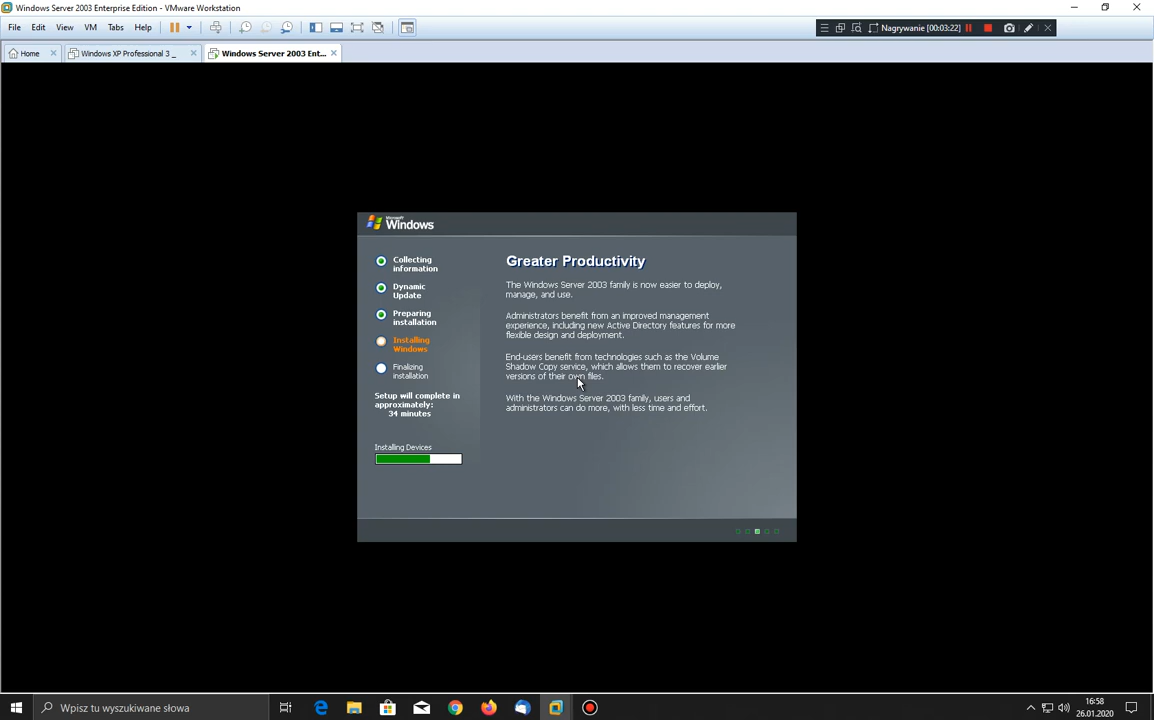 Windows Server 2003 Enterprise Edition - VMware Workstation
File Edit View VM Tabs Help
Nagrywanie [00:03:22]
Home
Windows XP Professional 3 _
Windows Server 2003 Ent...
Microsoft
Windows
Collecting
information
Dynamic
Update
Preparing
installation
Installing
Windows
Finalizing
installation
Setup will complete in
approximately:
34 minutes
Installing Devices
Greater Productivity
The Windows Server 2003 family is now easier to deploy,
manage, and use.
Administrators benefit from an improved management
experience, including new Active Directory features for more
flexible design and deployment.
End-users benefit from technologies such as the Volume
Shadow Copy service, which allows them to recover earlier
versions of their own files.
With the Windows Server 2003 family, users and
administrators can do more, with less time and effort.
Wpisz tu wyszukiwane słowa
16:58
26.01.2020